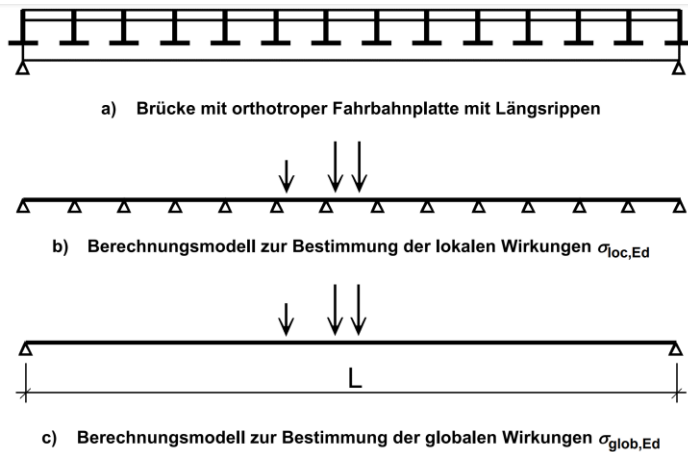 a) Brücke mit orthotroper Fahrbahnplatte mit Längsrippen
b) Berechnungsmodell zur Bestimmung der lokalen Wirkungen σloc,Ed
L
c) Berechnungsmodell zur Bestimmung der globalen Wirkungen σglob,Ed